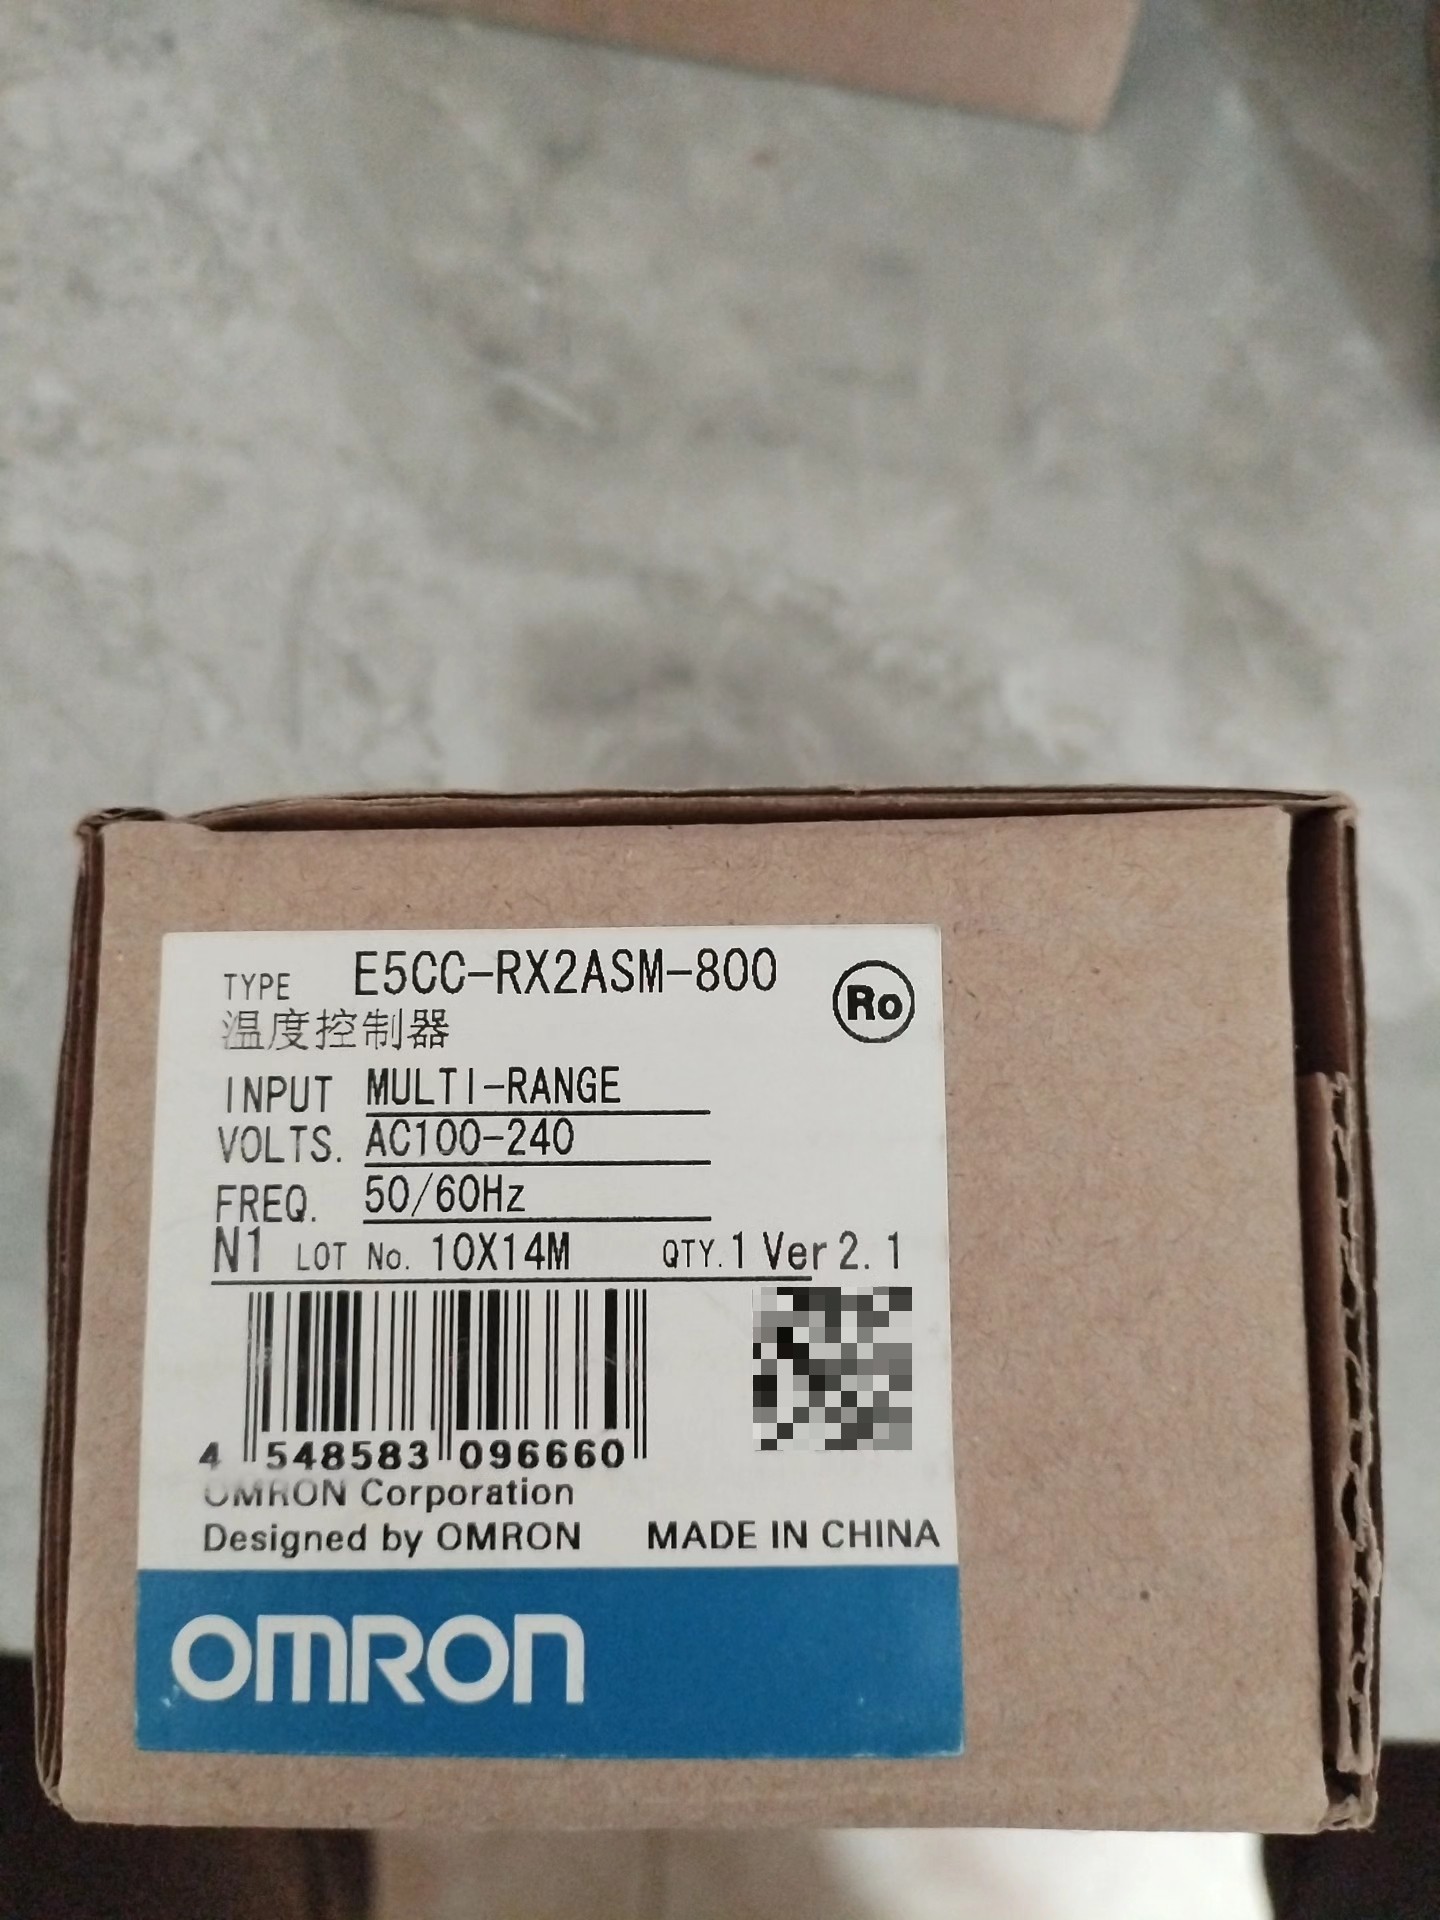 TYPE E5CC-RX2ASM-800
Ro
温度控制器
INPUT MULTI-RANGE
VOLTS. AC100-240
FREQ. 50/60Hz
N1 LOT No. 10X14M QTY.1 Ver 2.1
4 548583 096660
OMRON Corporation
Designed by OMRON MADE IN CHINA
OMRON